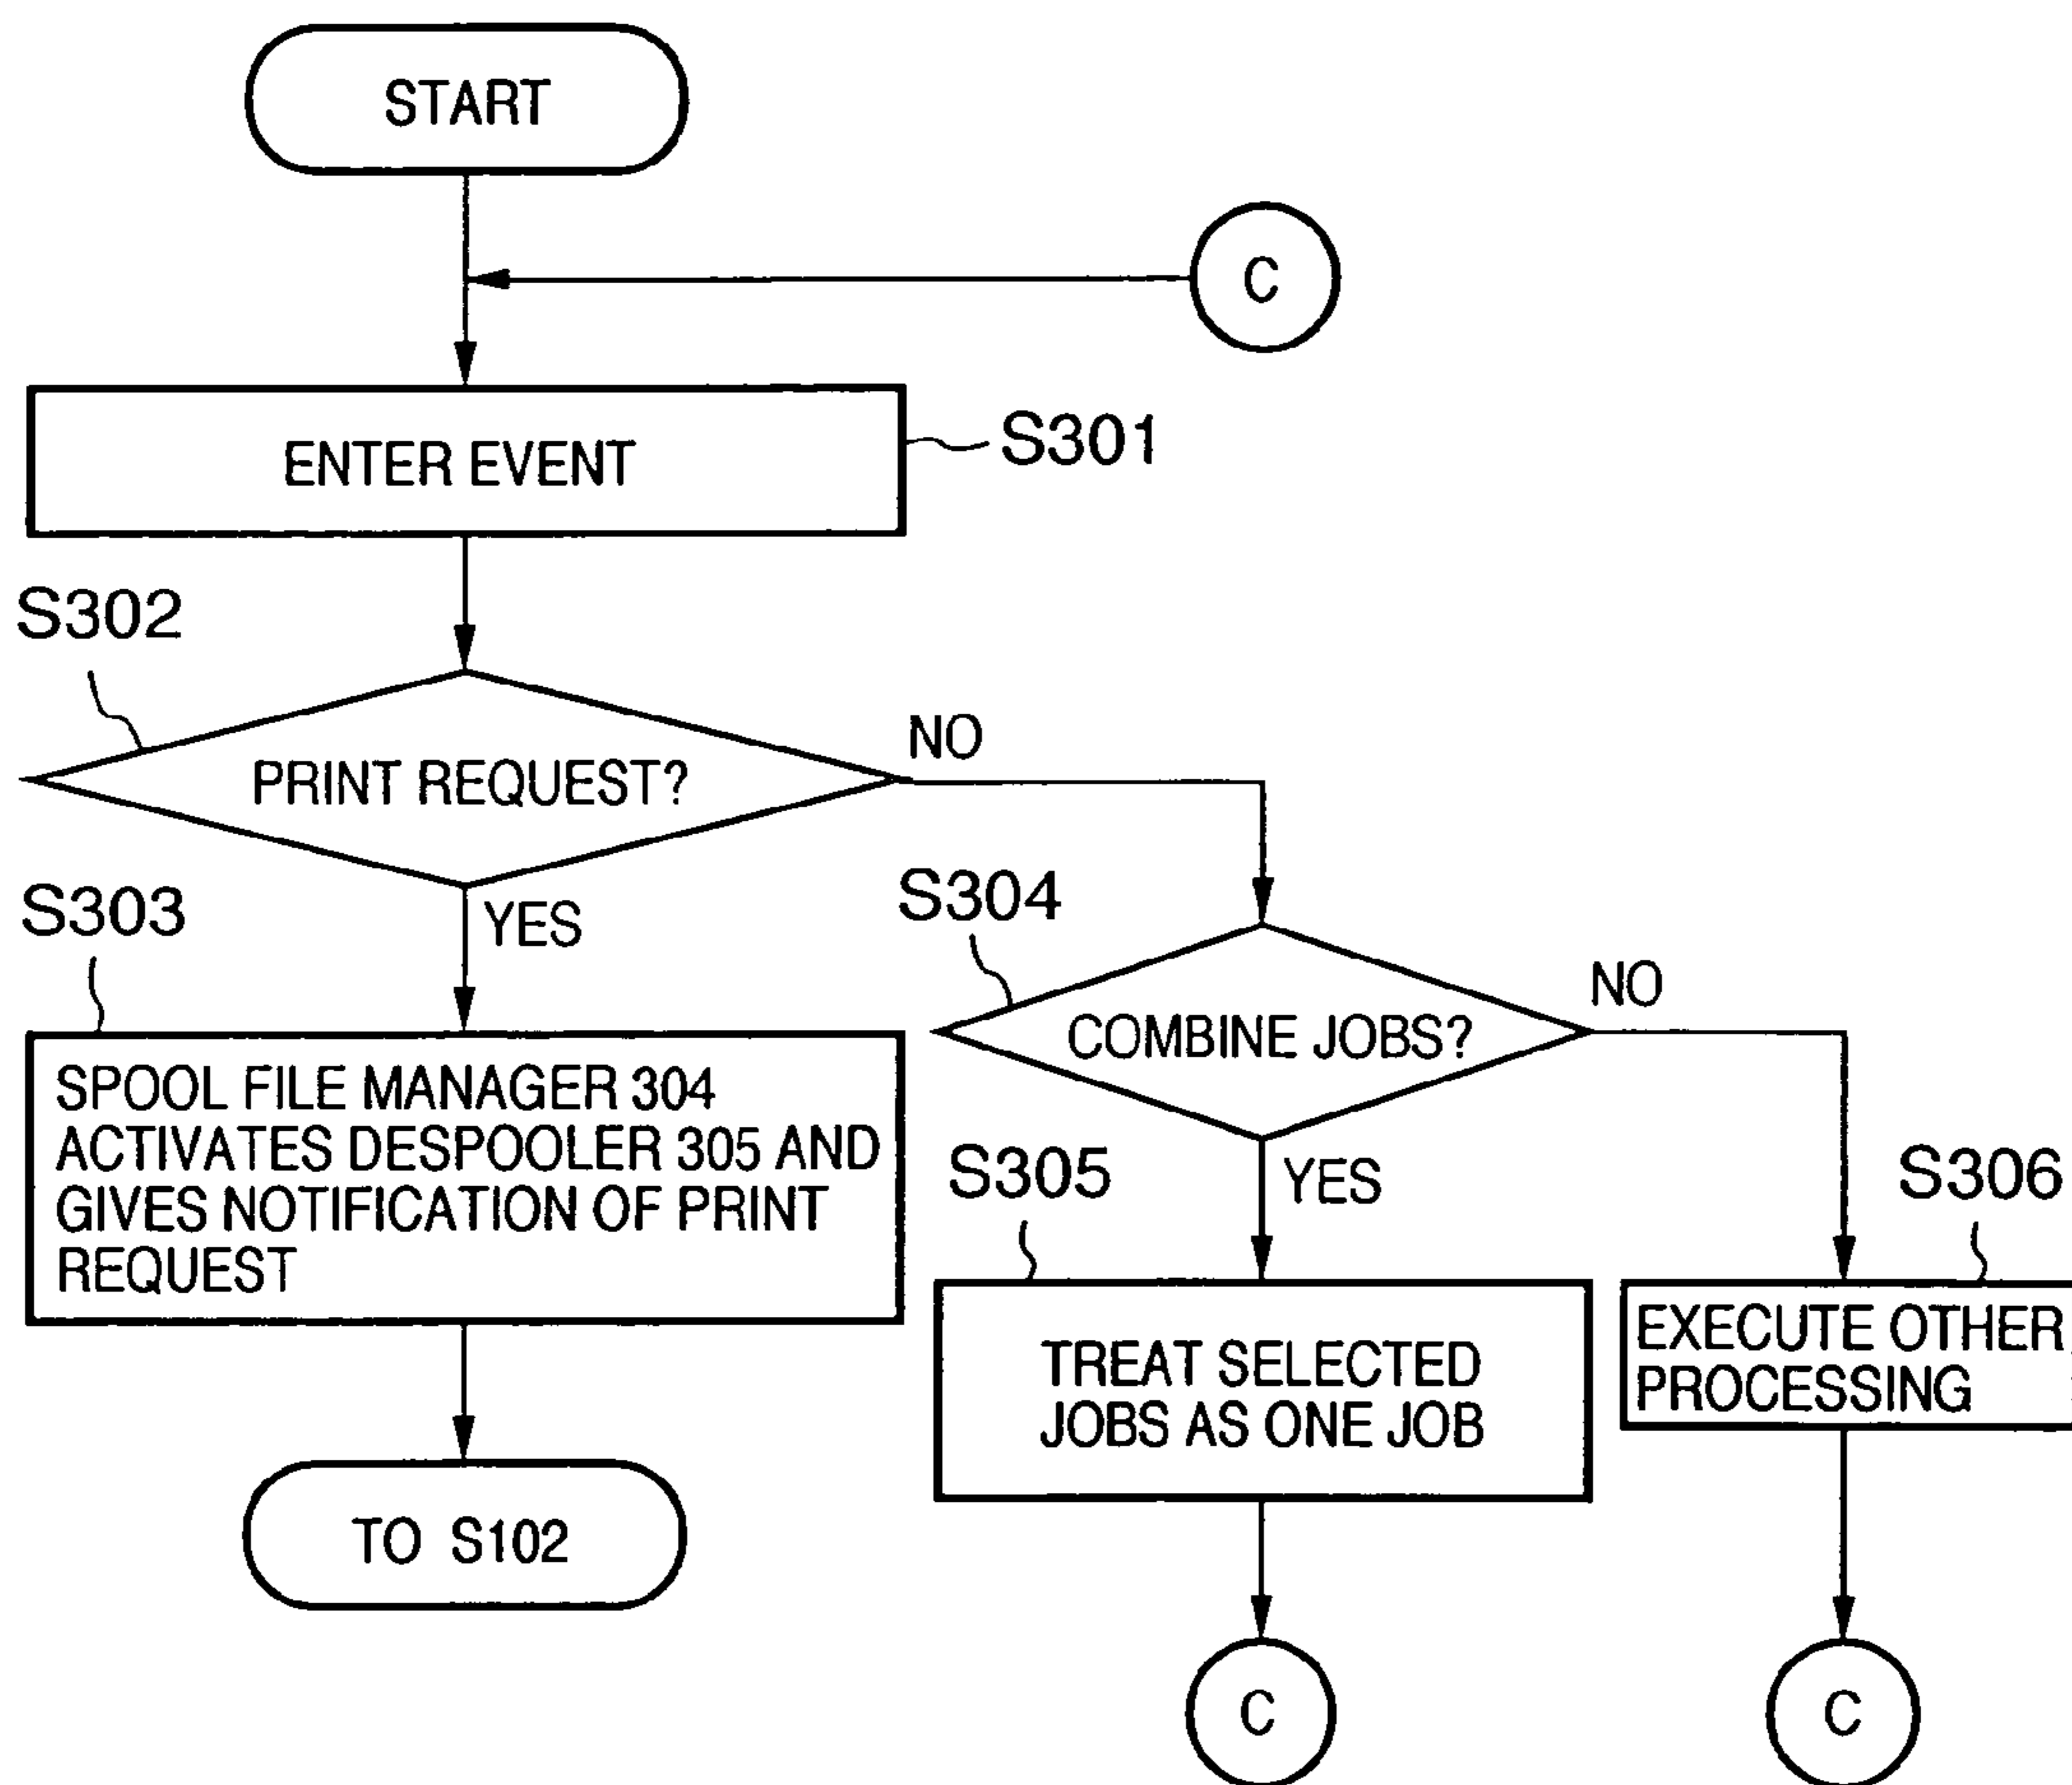 START
C
ENTER EVENT
S301
S302
PRINT REQUEST?
NO
YES
S303
SPOOL FILE MANAGER 304
ACTIVATES DESPOOLER 305 AND
GIVES NOTIFICATION OF PRINT
REQUEST
TO S102
S304
COMBINE JOBS?
NO
YES
S305
TREAT SELECTED
JOBS AS ONE JOB
S306
EXECUTE OTHER
PROCESSING
C
C